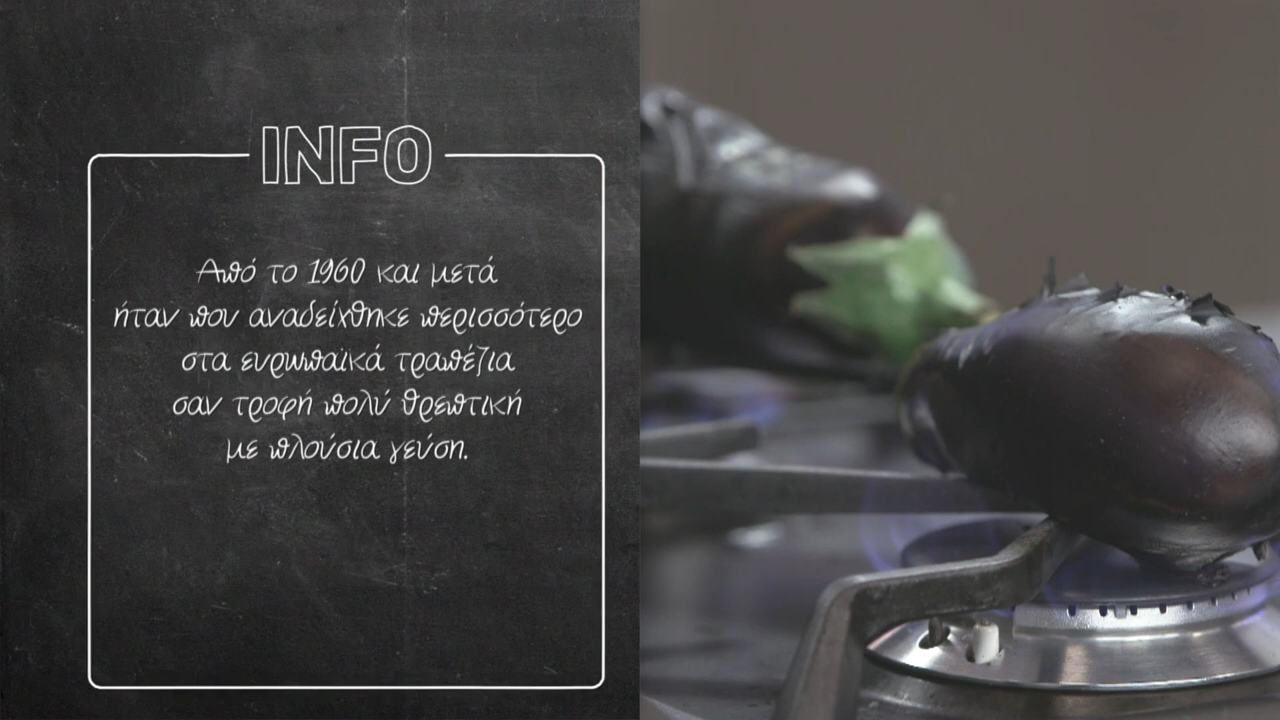 INFO
Από το 1960 και μετά
ήταν που αναδείχθηκε περισσότερο
στα ευρωπαϊκά τραπέζια
σαν τροφή πολύ θρεπτική
με πλούσια γεύση.